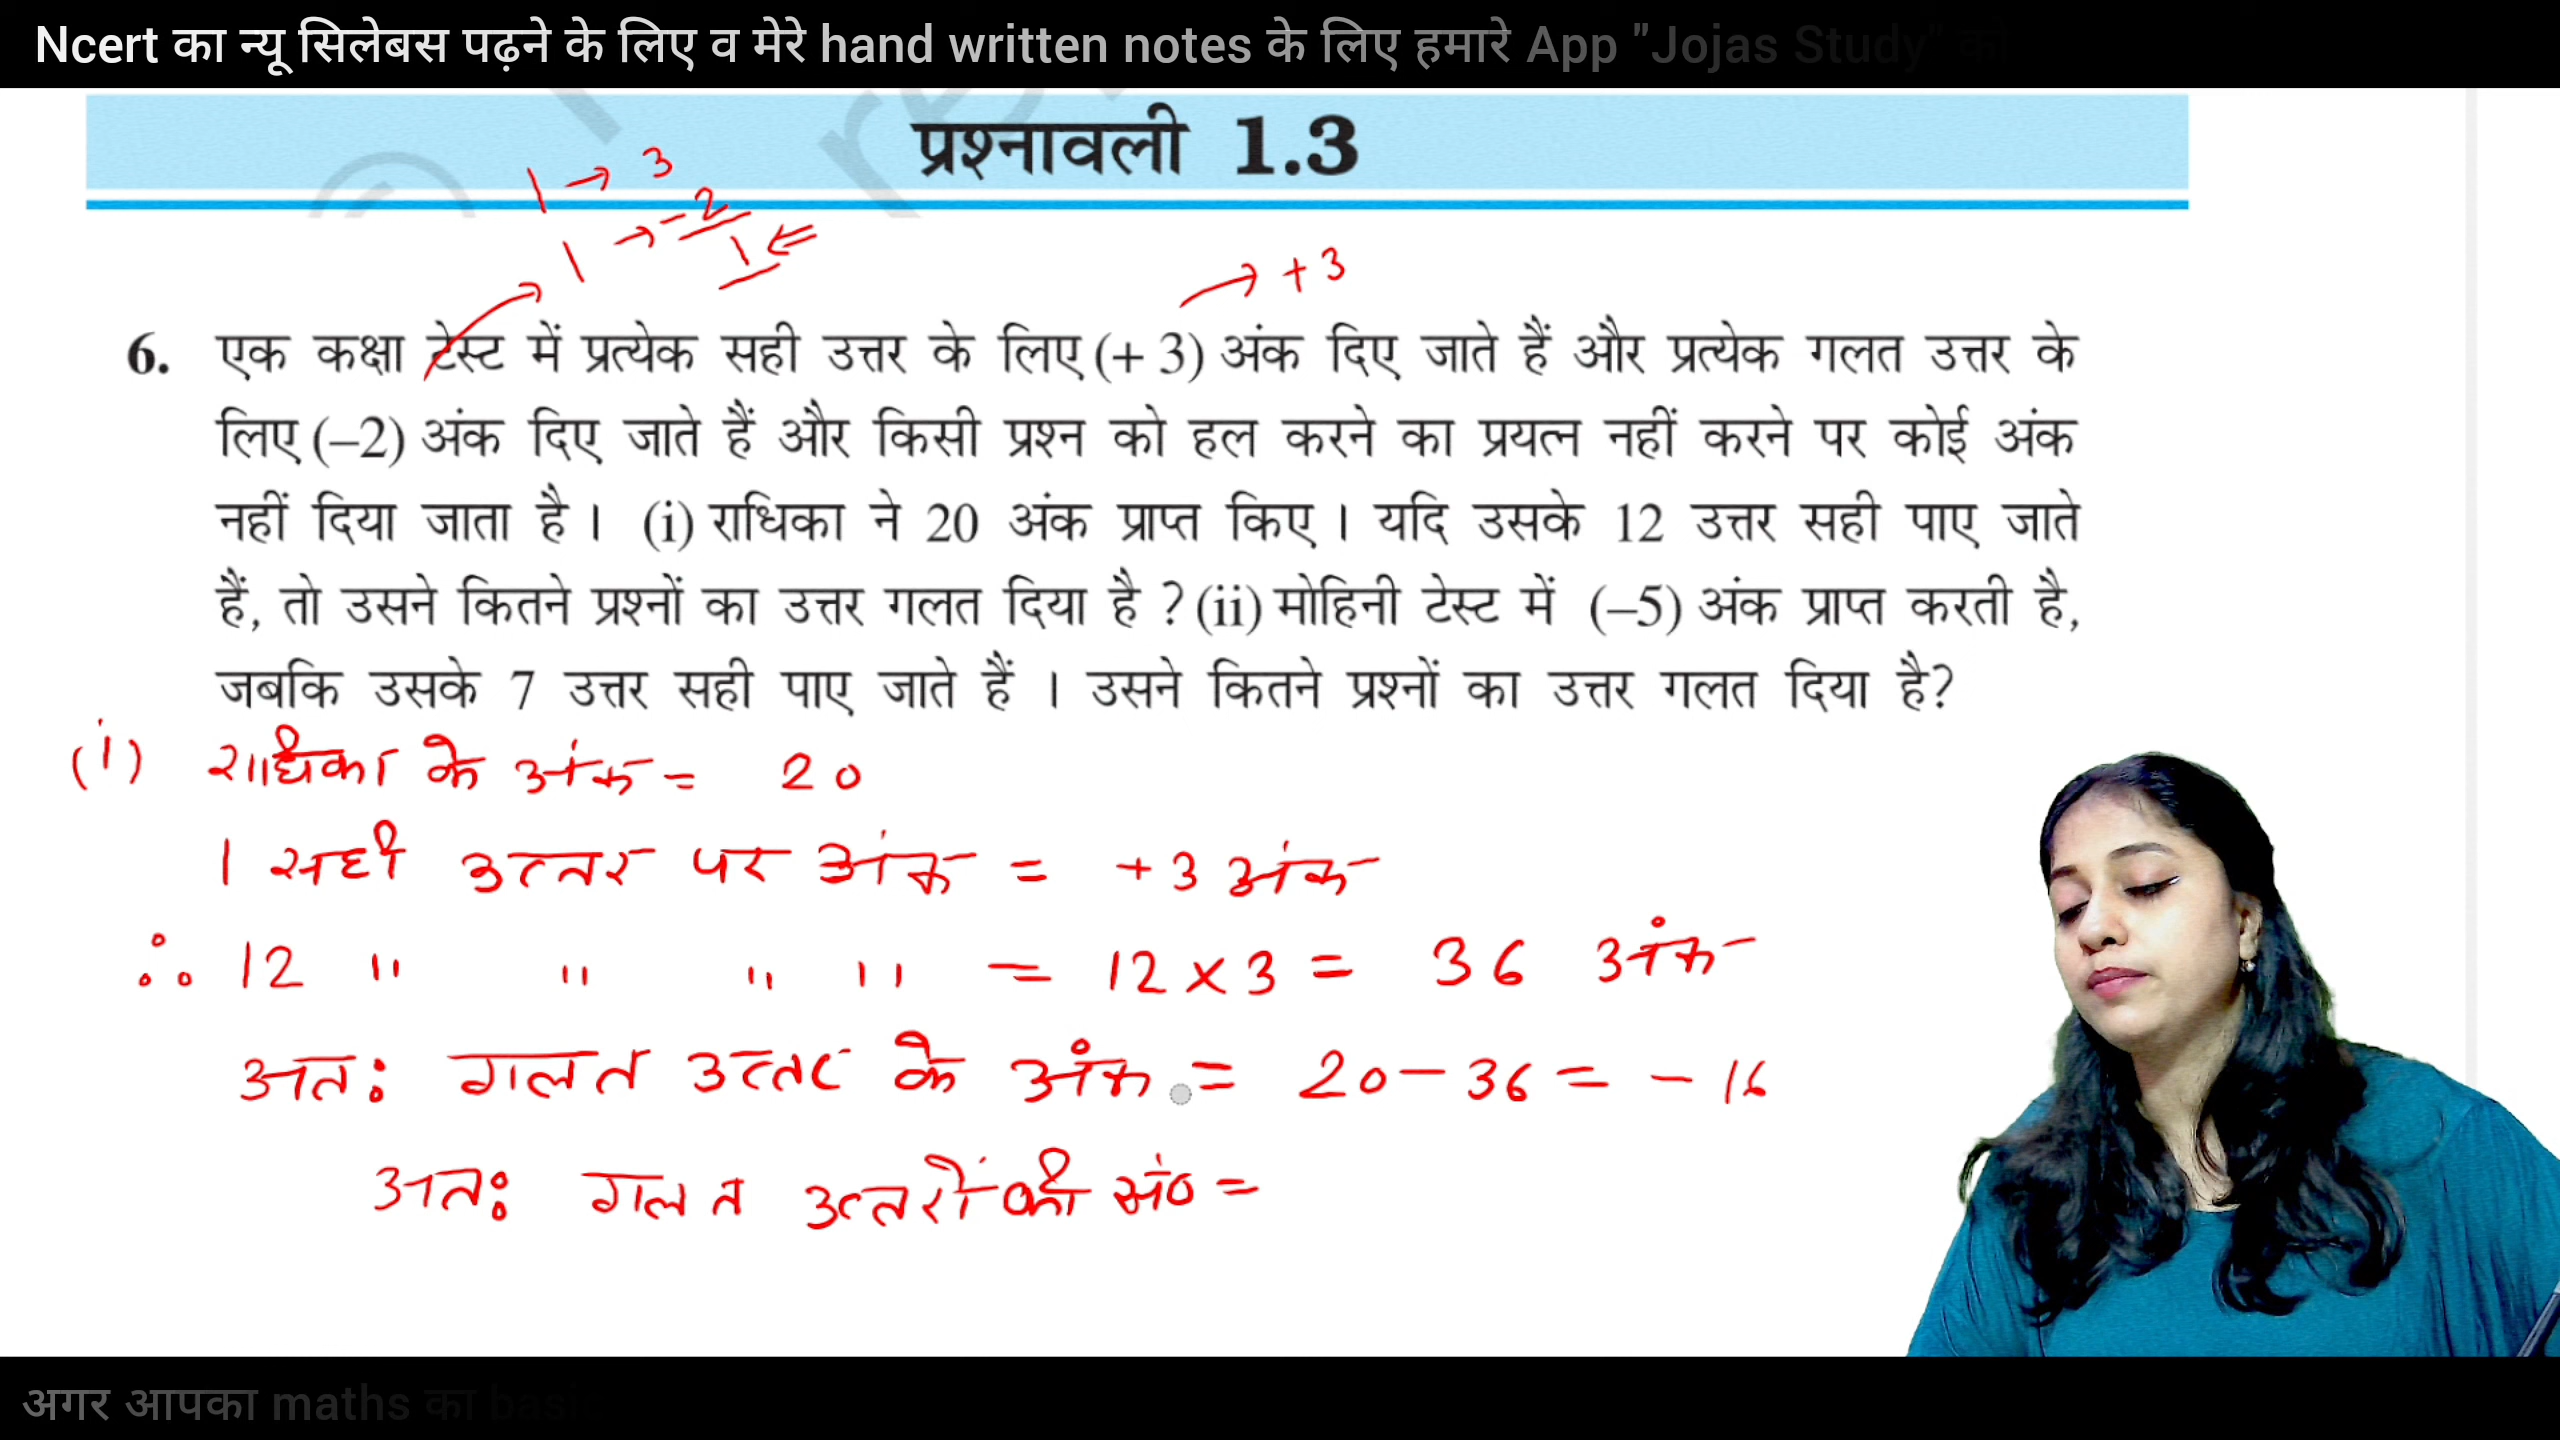 Ncert का न्यू सिलेबस पढ़ने के लिए व मेरे hand written notes के लिए हमारे App "Jojas Study" को
प्रश्नावली 1.3
1 → 3
1 → -2
1 ⇐
→ +3
6. एक कक्षा टेस्ट में प्रत्येक सही उत्तर के लिए (+ 3) अंक दिए जाते हैं और प्रत्येक गलत उत्तर के
लिए (–2) अंक दिए जाते हैं और किसी प्रश्न को हल करने का प्रयत्न नहीं करने पर कोई अंक
नहीं दिया जाता है । (i) राधिका ने 20 अंक प्राप्त किए । यदि उसके 12 उत्तर सही पाए जाते
हैं, तो उसने कितने प्रश्नों का उत्तर गलत दिया है ? (ii) मोहिनी टेस्ट में (–5) अंक प्राप्त करती है,
जबकि उसके 7 उत्तर सही पाए जाते हैं । उसने कितने प्रश्नों का उत्तर गलत दिया है?
(i) राधिका के अंक = 20
1 सही उत्तर पर अंक = +3 अंक
∴ 12 " " " " = 12 × 3 = 36 अंक
अतः गलत उत्तर के अंक = 20 - 36 = - 16
अतः गलत उत्तरों की सं० =
अगर आपका maths का basic